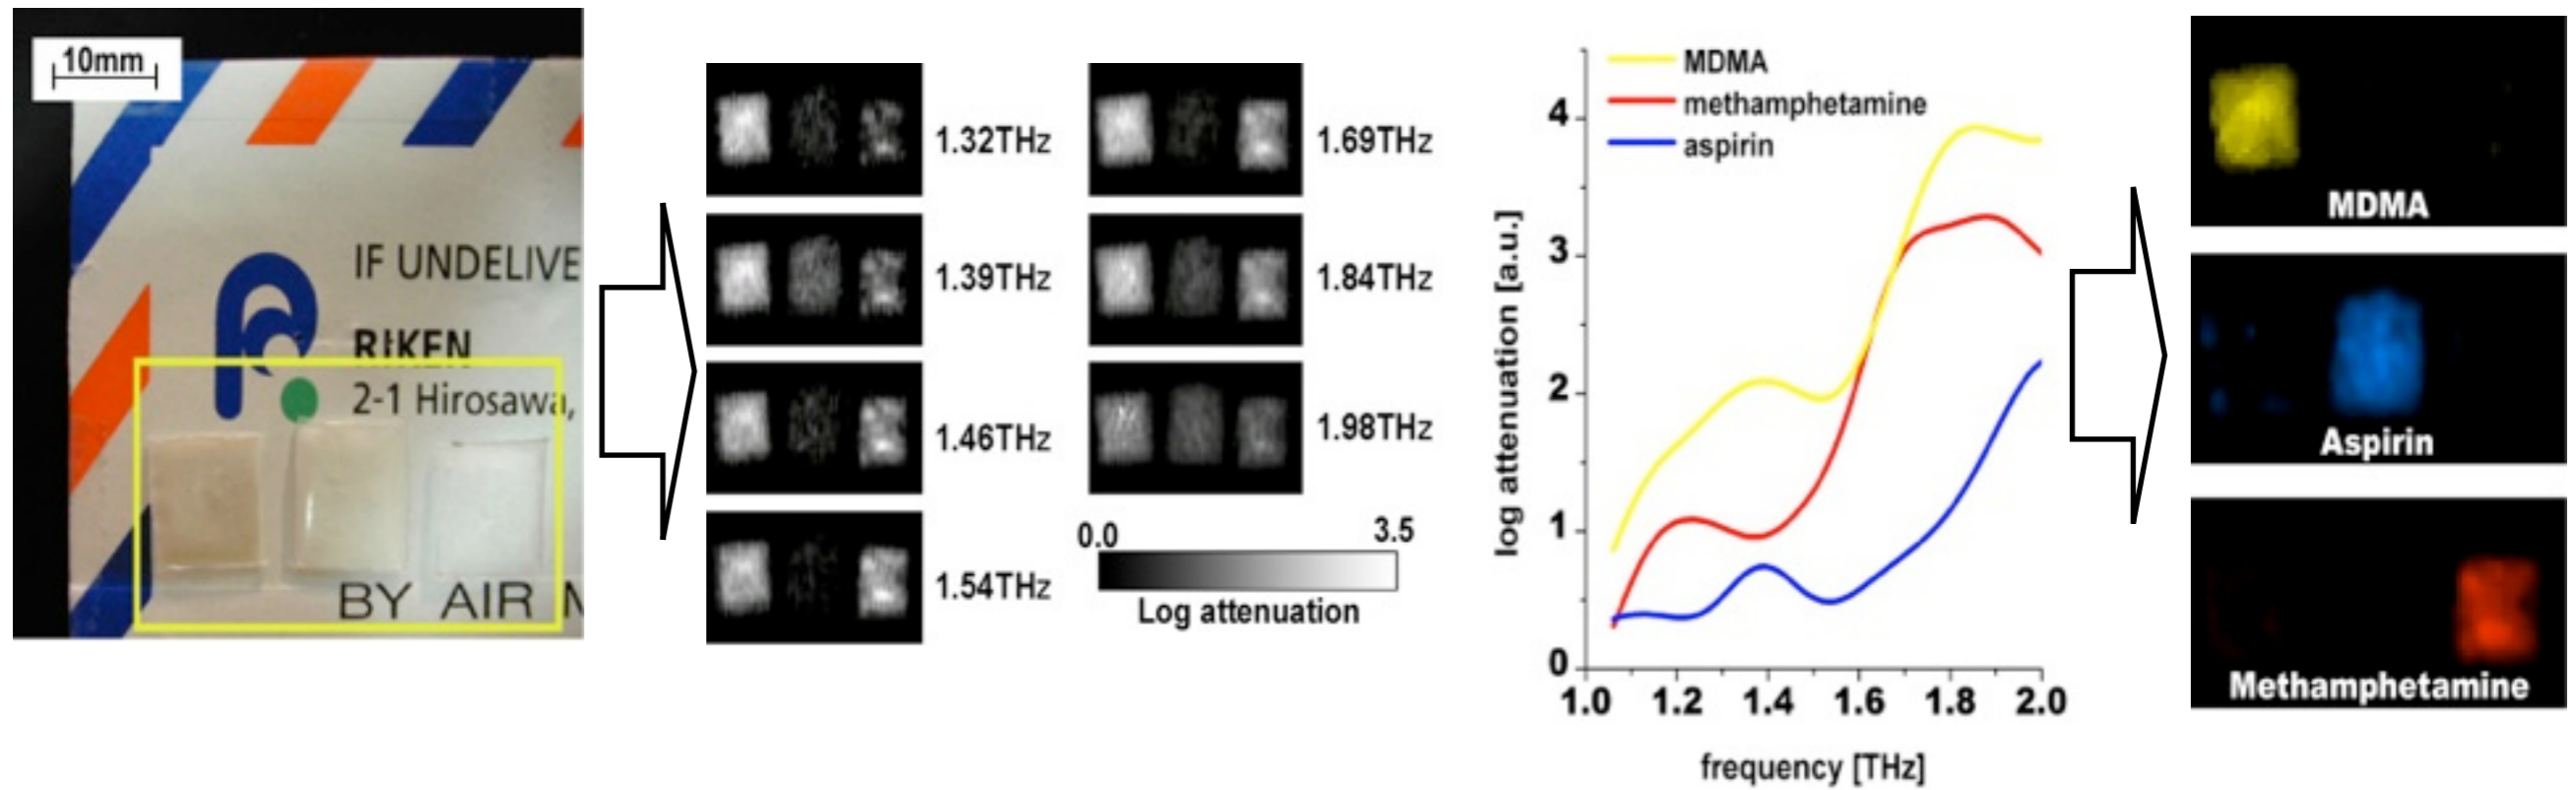 10mm
IF UNDELIVE
RIKEN
2-1 Hirosawa,
BY AIR M
1.32THz
1.39THz
1.46THz
1.54THz
1.69THz
1.84THz
1.98THz
0.0 3.5
Log attenuation
MDMA
methamphetamine
aspirin
log attenuation [a.u.]
4
3
2
1
0
1.0 1.2 1.4 1.6 1.8 2.0
frequency [THz]
MDMA
Aspirin
Methamphetamine